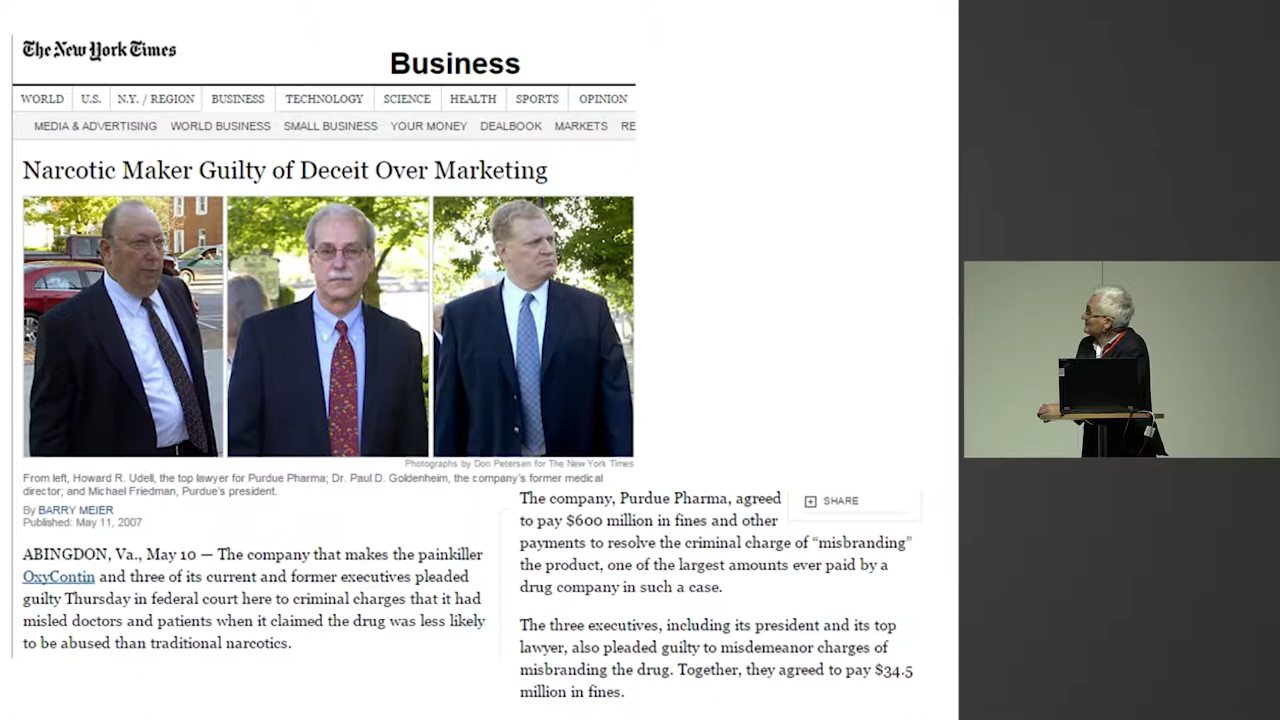 The New York Times
Business
WORLD U.S. N.Y. / REGION BUSINESS TECHNOLOGY SCIENCE HEALTH SPORTS OPINION
MEDIA & ADVERTISING WORLD BUSINESS SMALL BUSINESS YOUR MONEY DEALBOOK MARKETS RE
Narcotic Maker Guilty of Deceit Over Marketing
Photographs by Don Petersen for The New York Times
From left, Howard R. Udell, the top lawyer for Purdue Pharma; Dr. Paul D. Goldenheim, the company's former medical
director; and Michael Friedman, Purdue's president.
By BARRY MEIER
Published: May 11, 2007
ABINGDON, Va., May 10 — The company that makes the painkiller
OxyContin and three of its current and former executives pleaded
guilty Thursday in federal court here to criminal charges that it had
misled doctors and patients when it claimed the drug was less likely
to be abused than traditional narcotics.
The company, Purdue Pharma, agreed
to pay $600 million in fines and other
payments to resolve the criminal charge of “misbranding”
the product, one of the largest amounts ever paid by a
drug company in such a case.
SHARE
The three executives, including its president and its top
lawyer, also pleaded guilty to misdemeanor charges of
misbranding the drug. Together, they agreed to pay $34.5
million in fines.